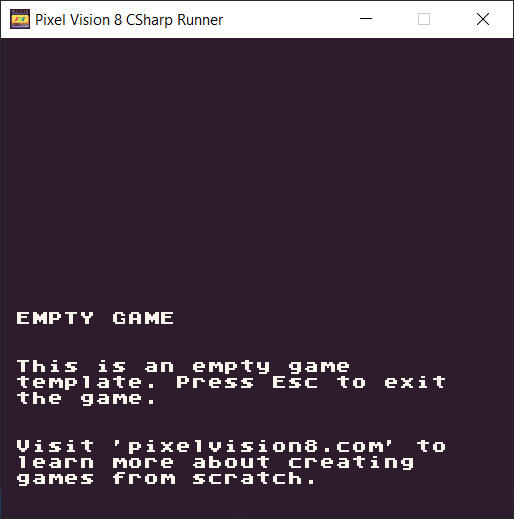 Pixel Vision 8 CSharp Runner
EMPTY GAME
This is an empty game
template. Press Esc to exit
the game.
Visit 'pixelvision8.com' to
learn more about creating
games from scratch.